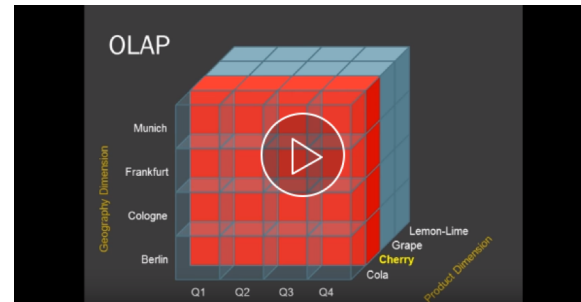 OLAP
Munich
Frankfurt
Cologne
Berlin
Geography Dimension
Q1 Q2 Q3 Q4
Lemon-Lime
Grape
Cherry
Cola
Product Dimension